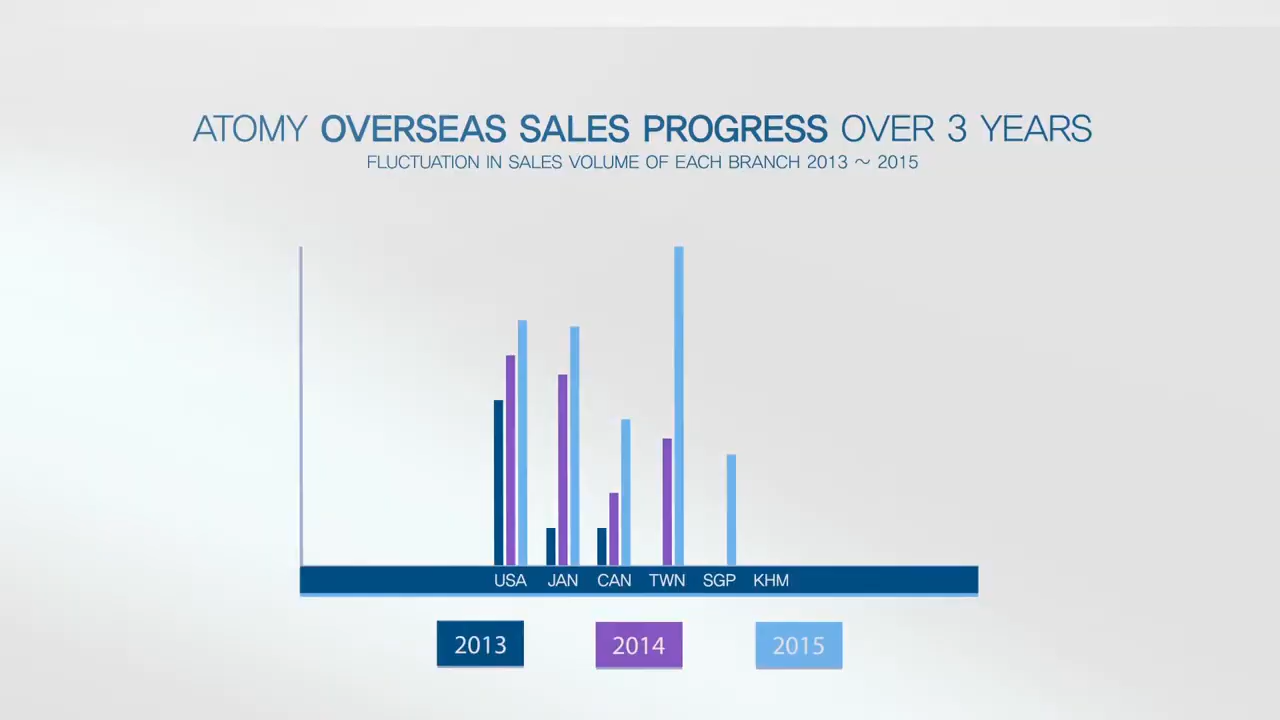 ATOMY OVERSEAS SALES PROGRESS OVER 3 YEARS
FLUCTUATION IN SALES VOLUME OF EACH BRANCH 2013 ~ 2015
USA JAN CAN TWN SGP KHM
2013 2014 2015